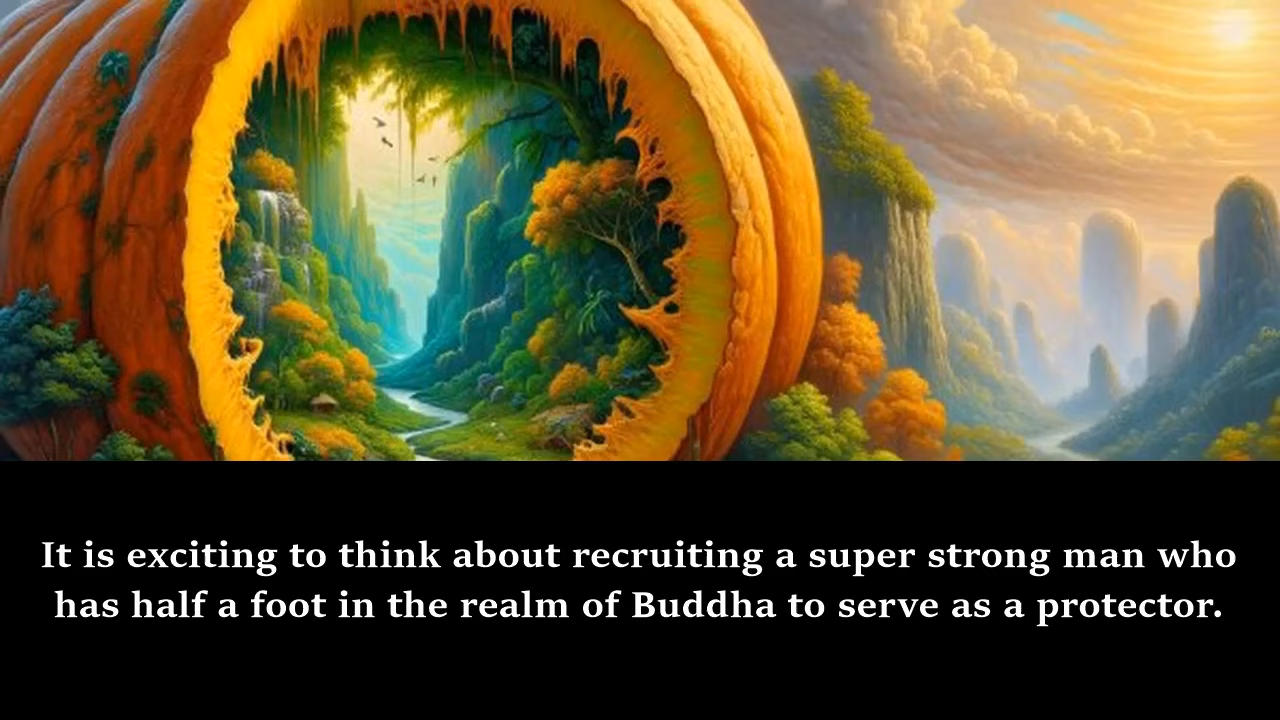 It is exciting to think about recruiting a super strong man who
has half a foot in the realm of Buddha to serve as a protector.